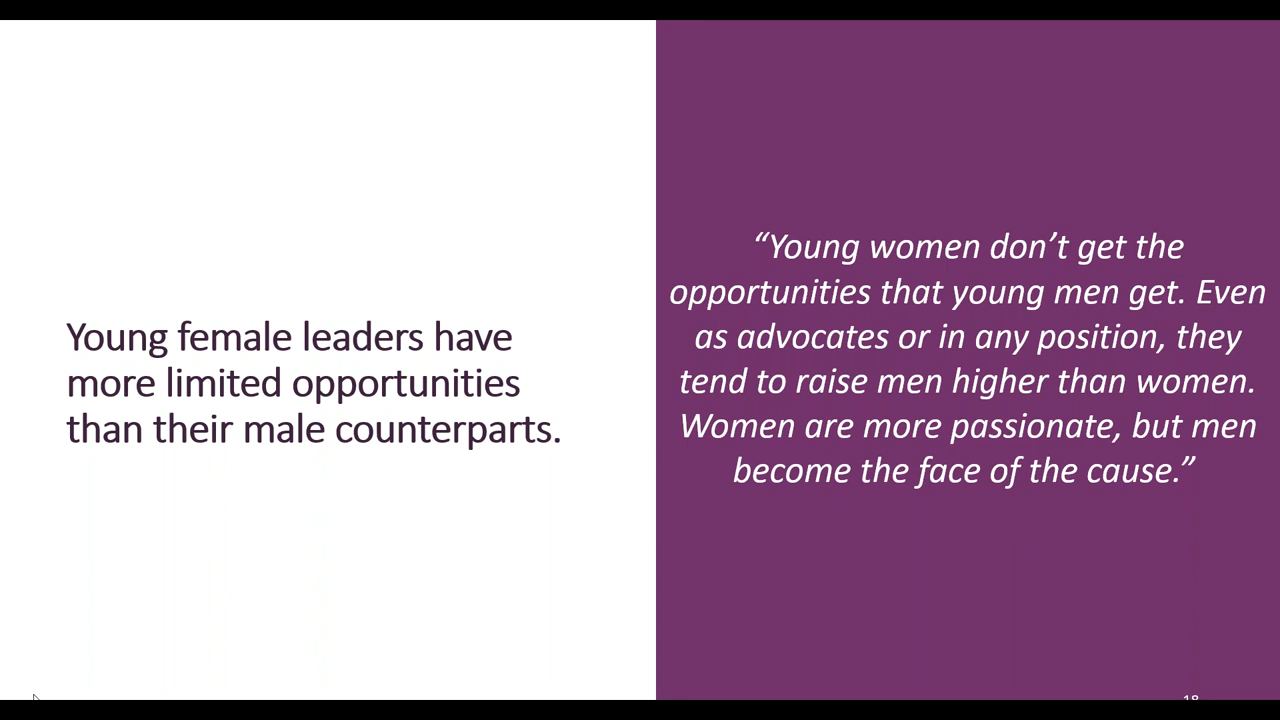 Young female leaders have
more limited opportunities
than their male counterparts.
“Young women don’t get the
opportunities that young men get. Even
as advocates or in any position, they
tend to raise men higher than women.
Women are more passionate, but men
become the face of the cause.”
18